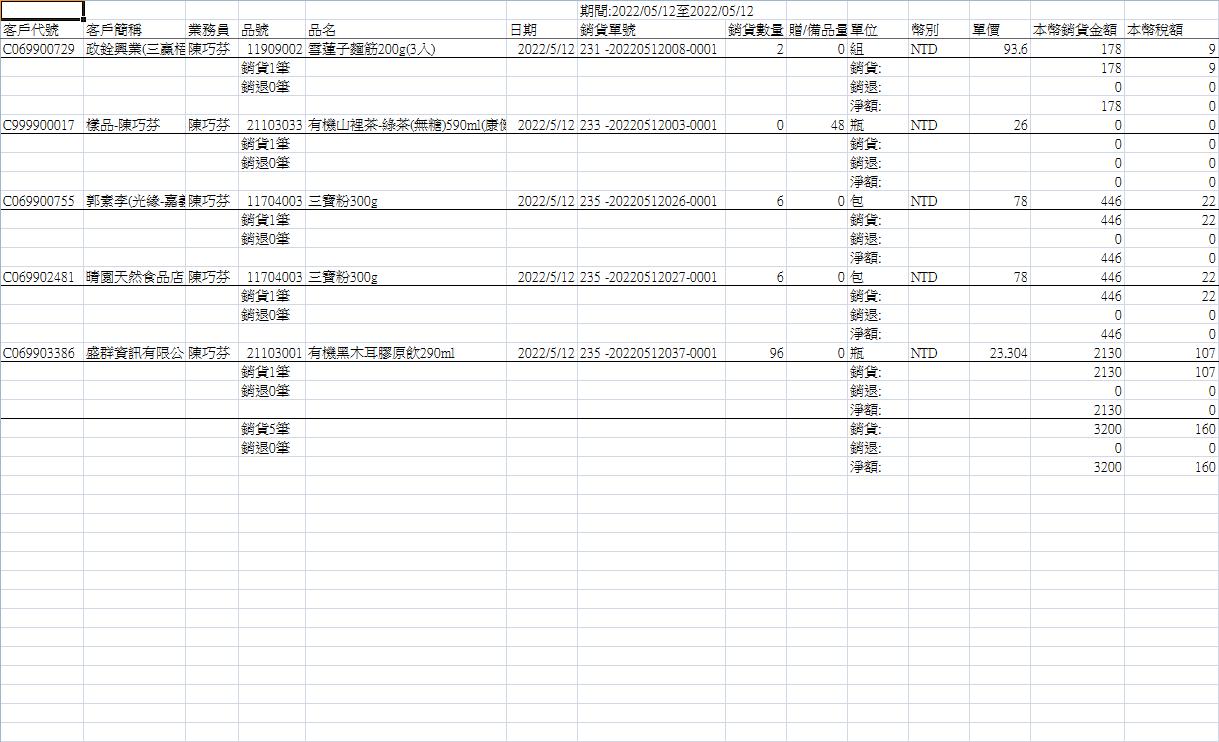 期間:2022/05/12至2022/05/12
客戶代號 客戶簡稱 業務員 品號 品名 日期 銷貨單號 銷貨數量 贈/備品量 單位 幣別 單價 本幣銷貨金額 本幣稅額
C069900729 政銓興業(三贏 陳巧芬 11909002 雪蓮子麵筋200g(3入) 2022/5/12 231 -20220512008-0001 2 0 組 NTD 93.6 178 9
銷貨1筆 銷貨: 178 9
銷退0筆 銷退: 0 0
淨額: 178 0
C999900017 樣品-陳巧芬 陳巧芬 21103033 有機山裡茶-綠茶(無糖)590ml(康 2022/5/12 233 -20220512003-0001 0 48 瓶 NTD 26 0 0
銷貨1筆 銷貨: 0 0
銷退0筆 銷退: 0 0
淨額: 0 0
C069900755 郭素李(光緣-嘉 陳巧芬 11704003 三寶粉300g 2022/5/12 235 -20220512026-0001 6 0 包 NTD 78 446 22
銷貨1筆 銷貨: 446 22
銷退0筆 銷退: 0 0
淨額: 446 0
C069902481 晴園天然食品店 陳巧芬 11704003 三寶粉300g 2022/5/12 235 -20220512027-0001 6 0 包 NTD 78 446 22
銷貨1筆 銷貨: 446 22
銷退0筆 銷退: 0 0
淨額: 446 0
C069903386 盛群資訊有限公 陳巧芬 21103001 有機黑木耳膠原飲290ml 2022/5/12 235 -20220512037-0001 96 0 瓶 NTD 23.304 2130 107
銷貨1筆 銷貨: 2130 107
銷退0筆 銷退: 0 0
淨額: 2130 0
銷貨5筆 銷貨: 3200 160
銷退0筆 銷退: 0 0
淨額: 3200 160